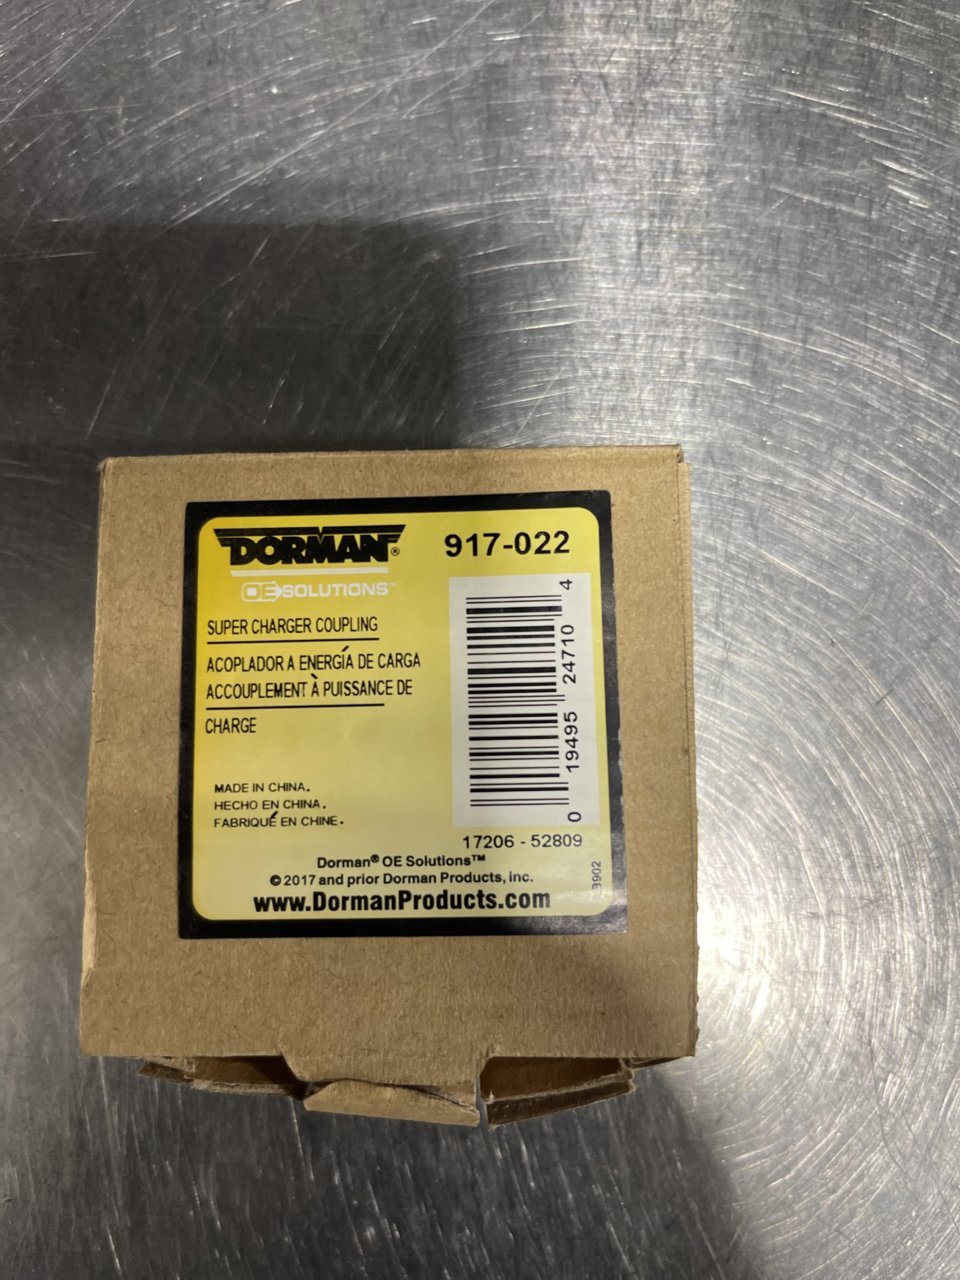 DORMAN®
OE SOLUTIONS™
917-022
SUPER CHARGER COUPLING
ACOPLADOR A ENERGÍA DE CARGA
ACCOUPLEMENT À PUISSANCE DE
CHARGE
MADE IN CHINA.
HECHO EN CHINA.
FABRIQUÉ EN CHINE.
0 19495 24710 4
17206 - 52809
Dorman® OE Solutions™
©2017 and prior Dorman Products, Inc.
www.DormanProducts.com